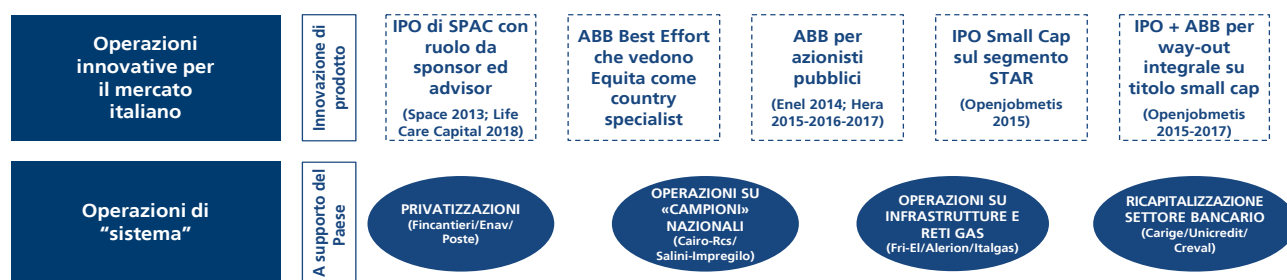 Operazioni
innovative per
il mercato
italiano
Innovazione di
prodotto
IPO di SPAC con
ruolo da
sponsor ed
advisor
(Space 2013; Life
Care Capital 2018)
ABB Best Effort
che vedono
Equita come
country
specialist
ABB per
azionisti
pubblici
(Enel 2014; Hera
2015-2016-2017)
IPO Small Cap
sul segmento
STAR
(Openjobmetis
2015)
IPO + ABB per
way-out
integrale su
titolo small cap
(Openjobmetis
2015-2017)
Operazioni di
“sistema”
A supporto del
Paese
PRIVATIZZAZIONI
(Fincantieri/Enav/
Poste)
OPERAZIONI SU
«CAMPIONI»
NAZIONALI
(Cairo-Rcs/
Salini-Impregilo)
OPERAZIONI SU
INFRASTRUTTURE E
RETI GAS
(Fri-El/Alerion/Italgas)
RICAPITALIZZAZIONE
SETTORE BANCARIO
(Carige/Unicredit/
Creval)